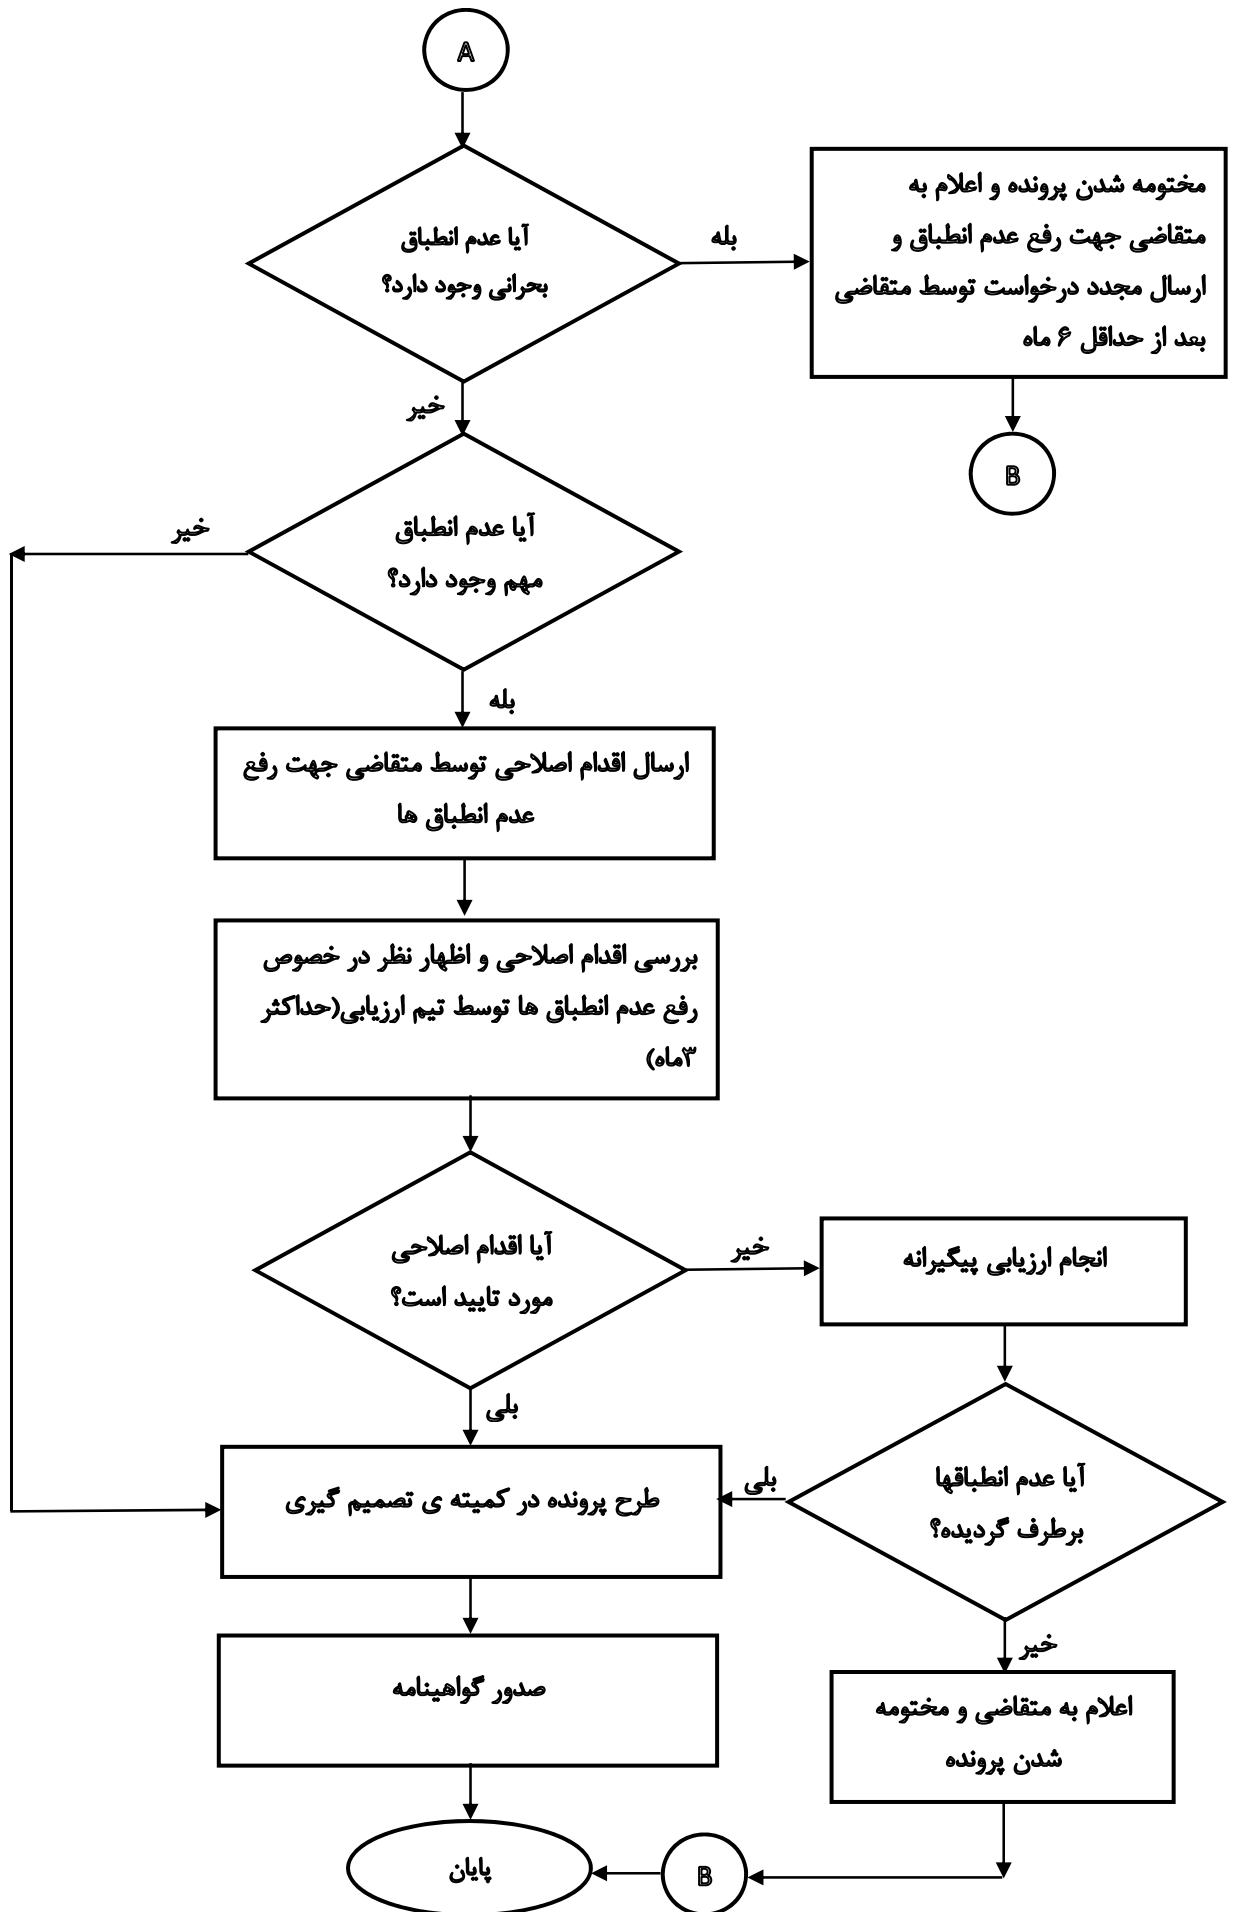 A
آیا عدم انطباق
بحرانی وجود دارد؟
بله
مختومه شدن پرونده و اعلام به
متقاضی جهت رفع عدم انطباق و
ارسال مجدد درخواست توسط متقاضی
بعد از حداقل ۶ ماه
B
خیر
آیا عدم انطباق
مهم وجود دارد؟
خیر
بله
ارسال اقدام اصلاحی توسط متقاضی جهت رفع
عدم انطباق ها
بررسی اقدام اصلاحی و اظهار نظر در خصوص
رفع عدم انطباق ها توسط تیم ارزیابی(حداکثر
۳ماه)
آیا اقدام اصلاحی
مورد تایید است؟
خیر
انجام ارزیابی پیگیرانه
بلی
آیا عدم انطباقها
برطرف گردیده؟
بلی
طرح پرونده در کمیته ی تصمیم گیری
خیر
صدور گواهینامه
اعلام به متقاضی و مختومه
شدن پرونده
B
پایان